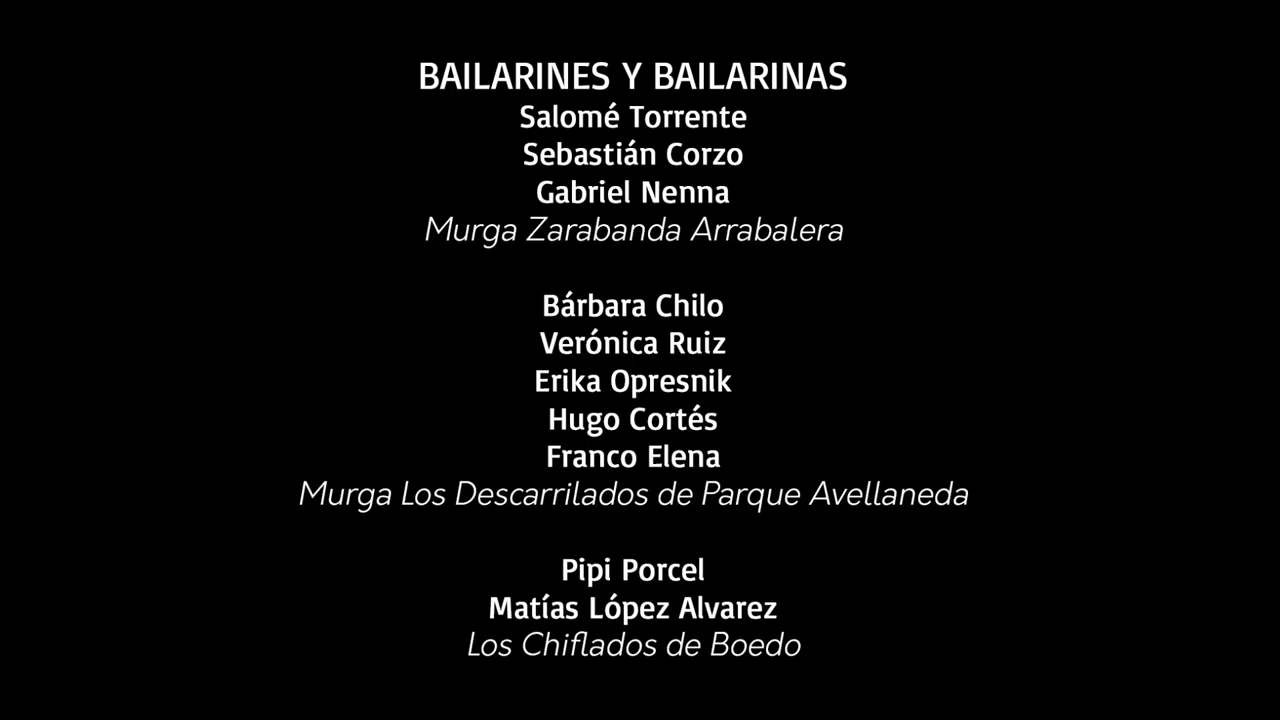 BAILARINES Y BAILARINAS
Salomé Torrente
Sebastián Corzo
Gabriel Nenna
Murga Zarabanda Arrabalera
Bárbara Chilo
Verónica Ruiz
Erika Opresnik
Hugo Cortés
Franco Elena
Murga Los Descarrilados de Parque Avellaneda
Pipi Porcel
Matías López Alvarez
Los Chiflados de Boedo